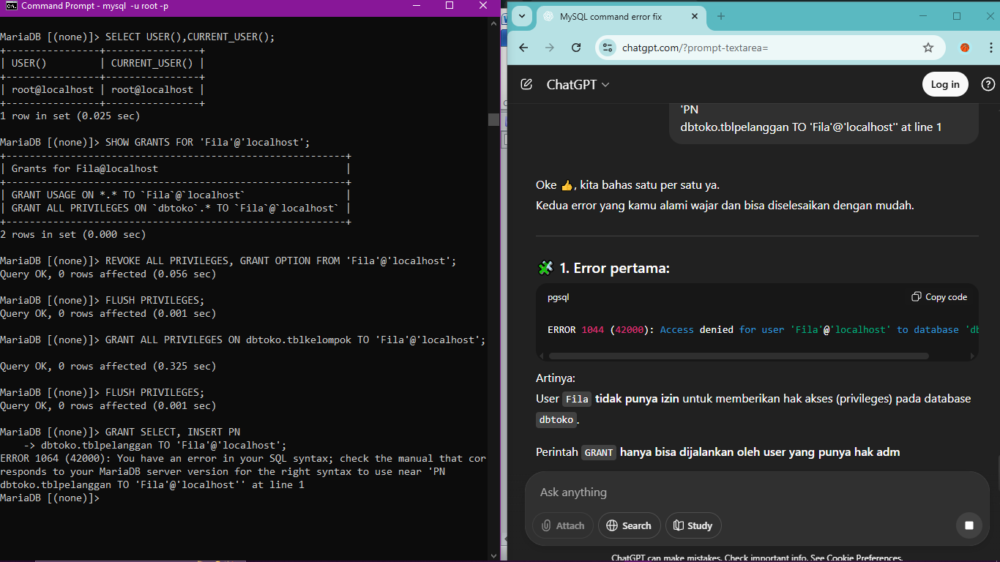 Command Prompt - mysql -u root -p
MariaDB [(none)]> SELECT USER(),CURRENT_USER();
+----------------+----------------+
| USER()         | CURRENT_USER() |
+----------------+----------------+
| root@localhost | root@localhost |
+----------------+----------------+
1 row in set (0.025 sec)
MariaDB [(none)]> SHOW GRANTS FOR 'Fila'@'localhost';
+----------------------------------------------------------+
| Grants for Fila@localhost                                |
+----------------------------------------------------------+
| GRANT USAGE ON *.* TO `Fila`@`localhost`                 |
| GRANT ALL PRIVILEGES ON `dbtoko`.* TO `Fila`@`localhost` |
+----------------------------------------------------------+
2 rows in set (0.000 sec)
MariaDB [(none)]> REVOKE ALL PRIVILEGES, GRANT OPTION FROM 'Fila'@'localhost';
Query OK, 0 rows affected (0.056 sec)
MariaDB [(none)]> FLUSH PRIVILEGES;
Query OK, 0 rows affected (0.001 sec)
MariaDB [(none)]> GRANT ALL PRIVILEGES ON dbtoko.tblkelompok TO 'Fila'@'localhost';
Query OK, 0 rows affected (0.325 sec)
MariaDB [(none)]> FLUSH PRIVILEGES;
Query OK, 0 rows affected (0.001 sec)
MariaDB [(none)]> GRANT SELECT, INSERT PN
    -> dbtoko.tblpelanggan TO 'Fila'@'localhost';
ERROR 1064 (42000): You have an error in your SQL syntax; check the manual that cor
responds to your MariaDB server version for the right syntax to use near 'PN
dbtoko.tblpelanggan TO 'Fila'@'localhost'' at line 1
MariaDB [(none)]>
MySQL command error fix
chatgpt.com/?prompt-textarea=
ChatGPT
Log in
'PN
dbtoko.tblpelanggan TO 'Fila'@'localhost'' at line 1
Oke 👍, kita bahas satu per satu ya.
Kedua error yang kamu alami wajar dan bisa diselesaikan dengan mudah.
🧩 1. Error pertama:
pgsql
Copy code
ERROR 1044 (42000): Access denied for user 'Fila'@'localhost' to database 'db
Artinya:
User Fila tidak punya izin untuk memberikan hak akses (privileges) pada database
dbtoko.
Perintah GRANT hanya bisa dijalankan oleh user yang punya hak adm
Ask anything
Attach
Search
Study
ChatGPT can make mistakes. Check important info. See Cookie Preferences.